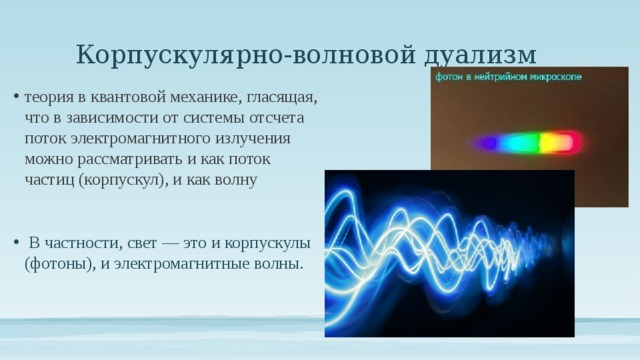 Корпускулярно-волновой дуализм
фотон в нейтрийном микроскопе
• теория в квантовой механике, гласящая,
что в зависимости от системы отсчета
поток электромагнитного излучения
можно рассматривать и как поток
частиц (корпускул), и как волну
• В частности, свет — это и корпускулы
(фотоны), и электромагнитные волны.